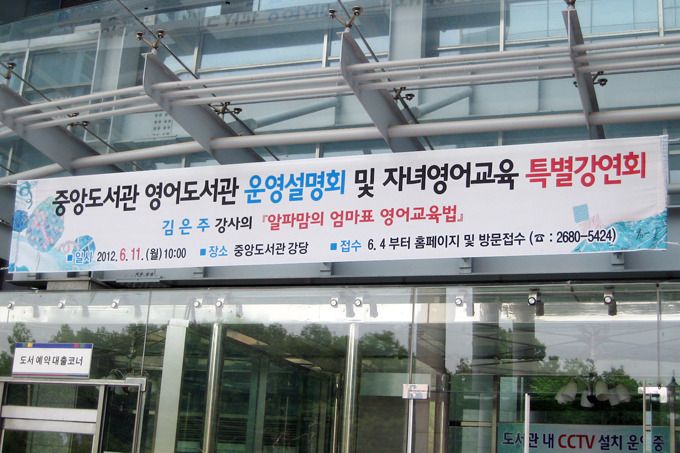 중앙도서관 영어도서관 운영설명회 및 자녀영어교육 특별강연회
김은주 강사의 『알파맘의 엄마표 영어교육법』
■ 일시 2012. 6. 11. (월) 10:00 ■ 장소 중앙도서관 강당 ■ 접수 6. 4 부터 홈페이지 및 방문접수 (☎ : 2680-5424)
도서 예약 대출코너
도서관 내 CCTV 설치 운영중